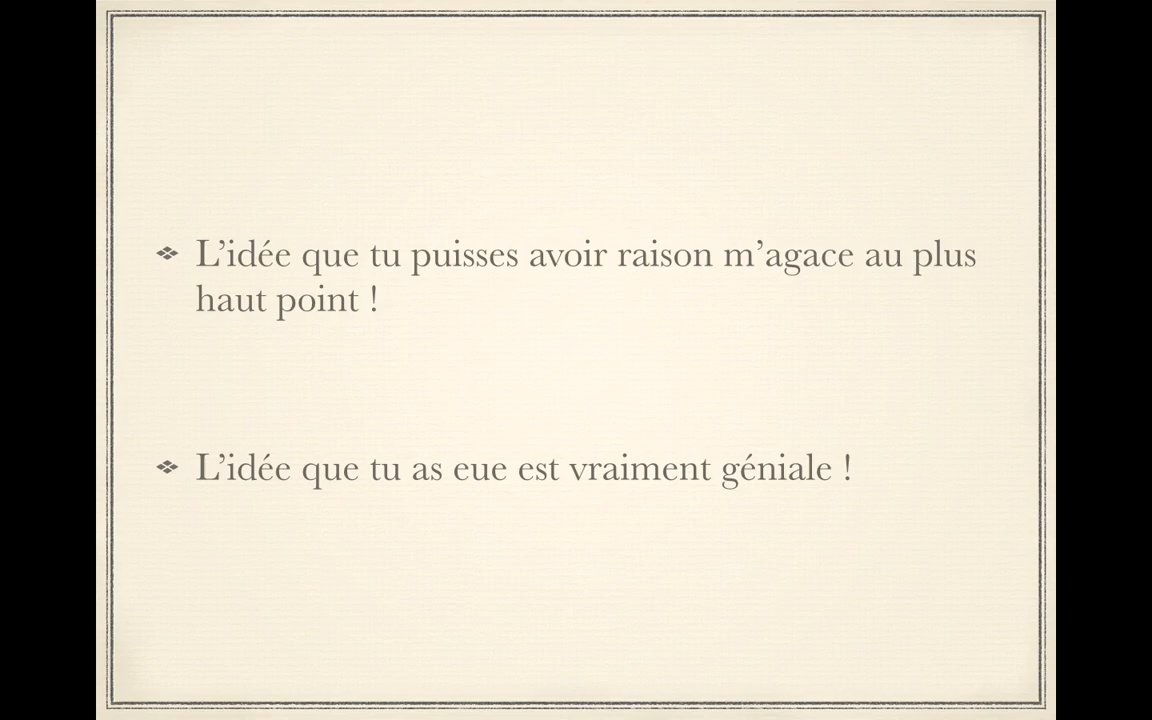 ❖ L’idée que tu puisses avoir raison m’agace au plus
haut point !
❖ L’idée que tu as eue est vraiment géniale !